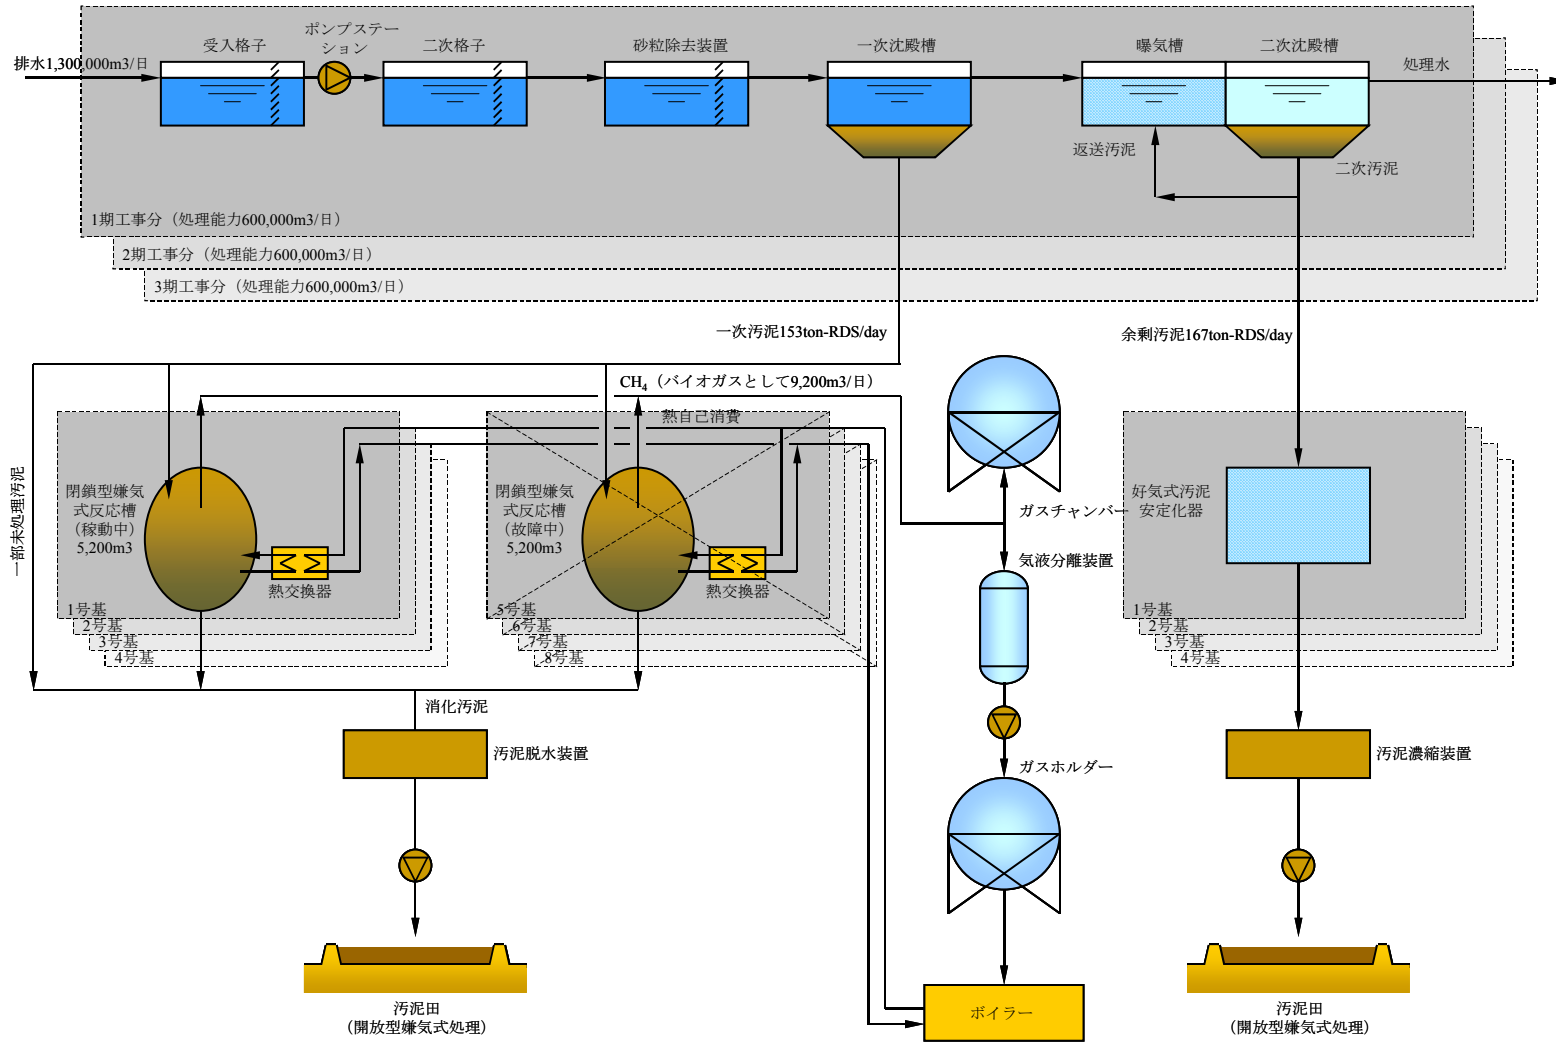 受入格子
ポンプステー
ション
二次格子
砂粒除去装置
一次沈殿槽
曝気槽
二次沈殿槽
排水1,300,000m3/日
処理水
返送汚泥
二次汚泥
1期工事分（処理能力600,000m3/日）
2期工事分（処理能力600,000m3/日）
3期工事分（処理能力600,000m3/日）
一次汚泥153ton-RDS/day
余剰汚泥167ton-RDS/day
CH4（バイオガスとして9,200m3/日）
熱自己消費
一部未処理汚泥
閉鎖型嫌気
式反応槽
（稼動中）
5,200m3
熱交換器
1号基
2号基
3号基
4号基
閉鎖型嫌気
式反応槽
（故障中）
5,200m3
熱交換器
5号基
6号基
7号基
8号基
ガスチャンバー
気液分離装置
好気式汚泥
安定化器
1号基
2号基
3号基
4号基
消化汚泥
汚泥脱水装置
ガスホルダー
汚泥濃縮装置
汚泥田
（開放型嫌気式処理）
ボイラー
汚泥田
（開放型嫌気式処理）